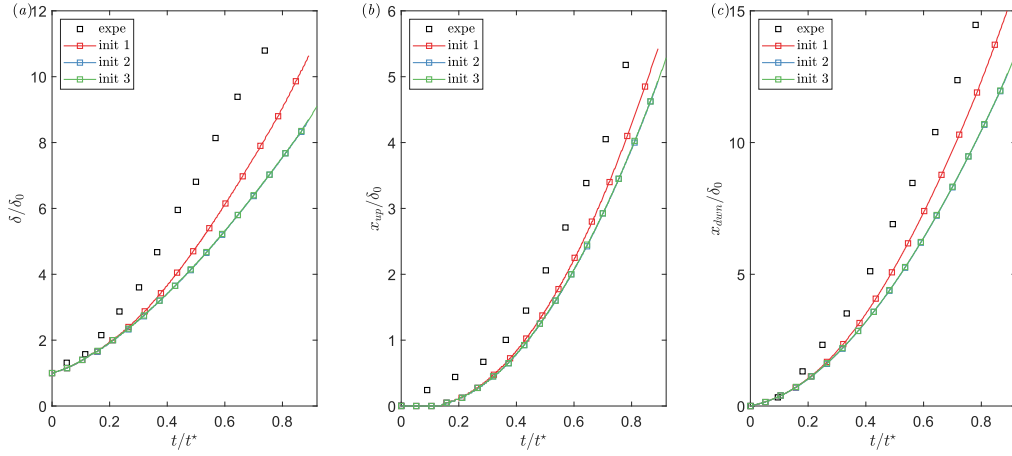 (a)
12
10
8
6
4
2
0
δ/δ₀
expe
init 1
init 2
init 3
0 0.2 0.4 0.6 0.8
t/t⋆
(b)
6
5
4
3
2
1
0
x_up/δ₀
expe
init 1
init 2
init 3
0 0.2 0.4 0.6 0.8
t/t⋆
(c)
15
10
5
0
x_dwn/δ₀
expe
init 1
init 2
init 3
0 0.2 0.4 0.6 0.8
t/t⋆